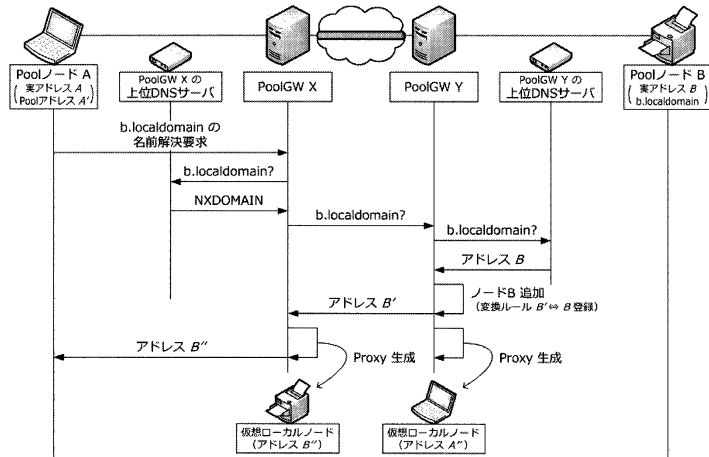 Poolノード A
(実アドレス A
Poolアドレス A')
PoolGW X の
上位DNSサーバ
PoolGW X
PoolGW Y
PoolGW Y の
上位DNSサーバ
Poolノード B
(実アドレス B
b.localdomain)
b.localdomain の
名前解決要求
b.localdomain?
NXDOMAIN
b.localdomain?
b.localdomain?
アドレス B
ノードB 追加
(変換ルール B'⇔ B 登録)
アドレス B'
アドレス B''
Proxy 生成
Proxy 生成
仮想ローカルノード
(アドレス B'')
仮想ローカルノード
(アドレス A'')